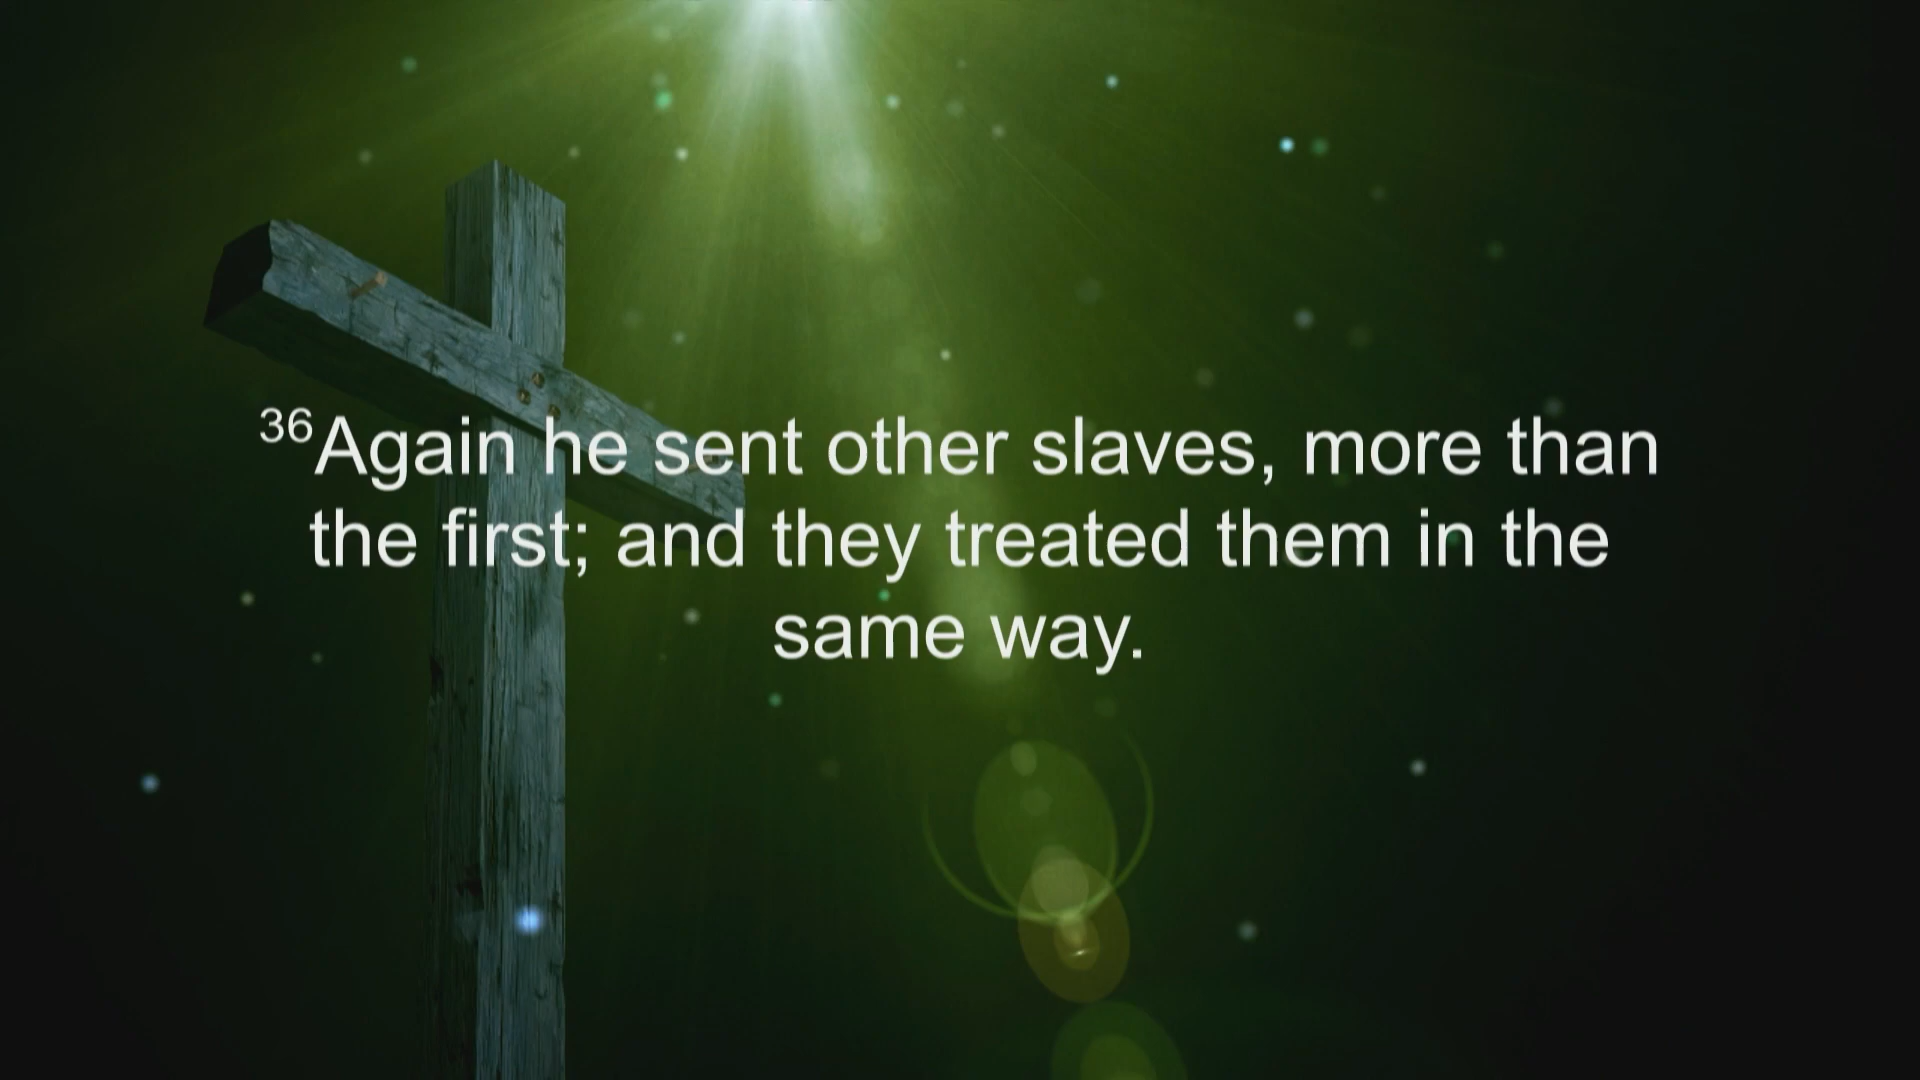 36Again he sent other slaves, more than
the first; and they treated them in the
same way.